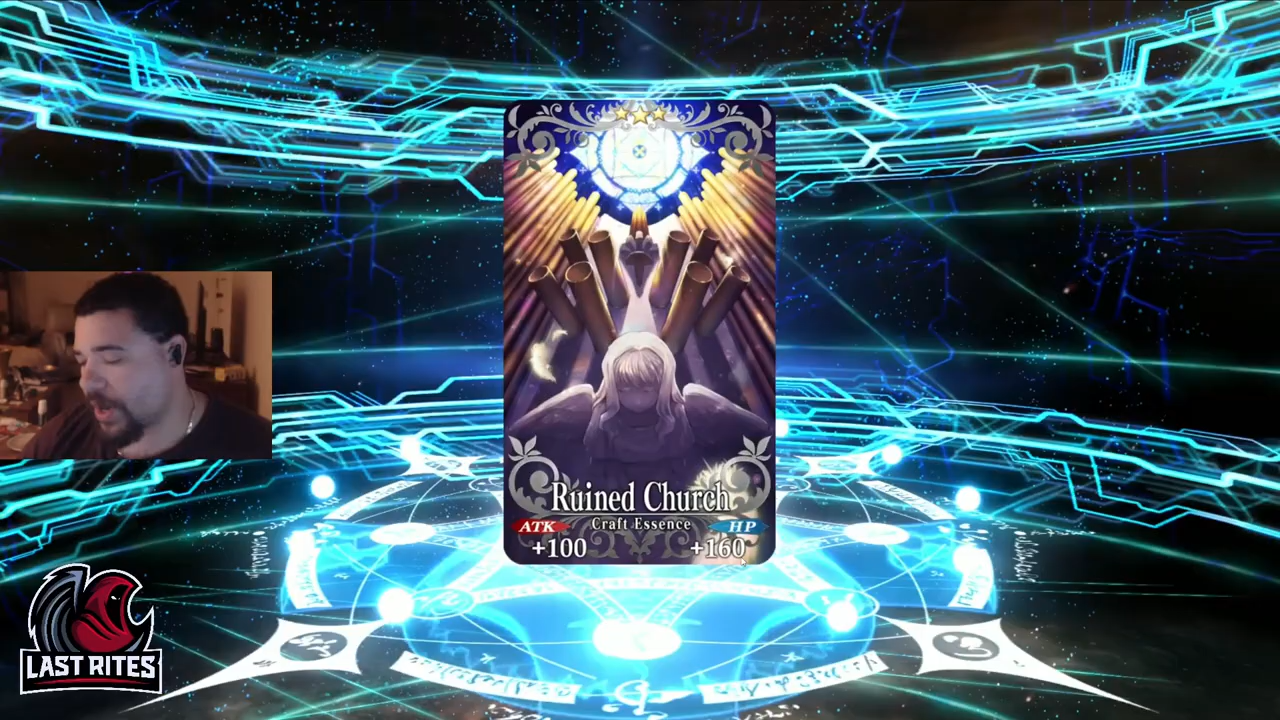 Ruined Church
Craft Essence
ATK
HP
+100
+160
LAST RITES